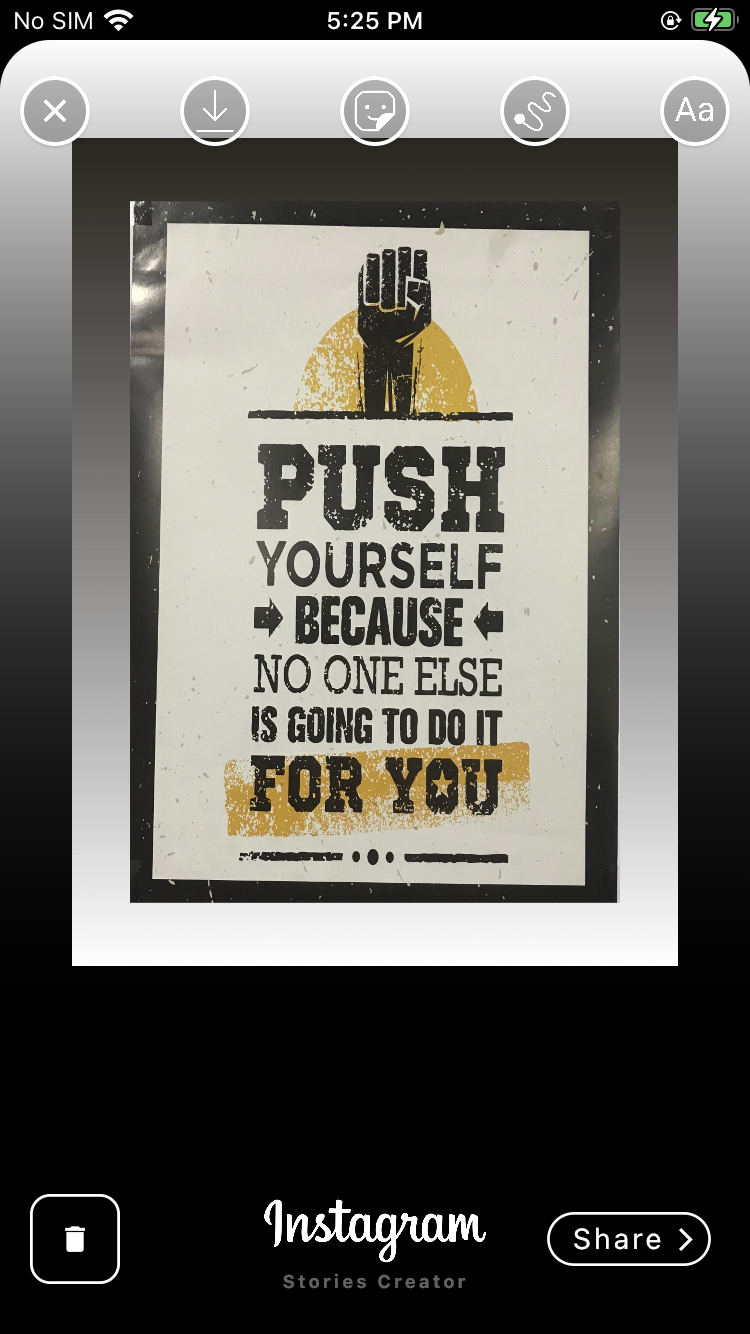 No SIM 5:25 PM
Aa
PUSH
YOURSELF
BECAUSE
NO ONE ELSE
IS GOING TO DO IT
FOR YOU
Instagram
Stories Creator
Share